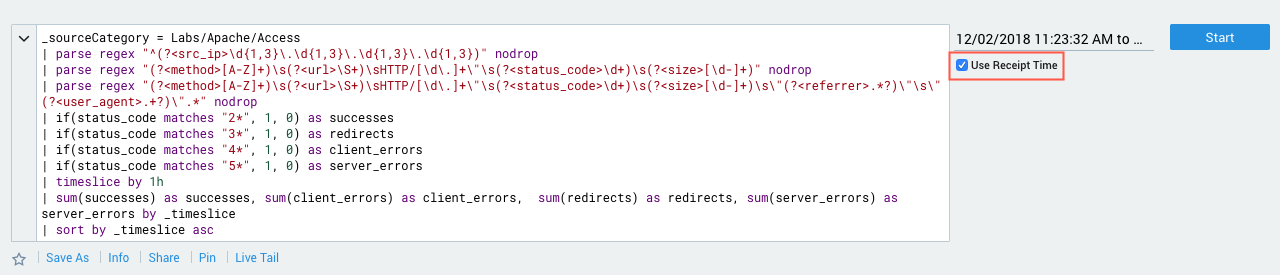 _sourceCategory = Labs/Apache/Access
| parse regex "^(?<src_ip>\d{1,3}\.\d{1,3}\.\d{1,3}\.\d{1,3})" nodrop
| parse regex "(?<method>[A-Z]+)\s(?<url>\S+)\sHTTP/[\d\.]+\"\s(?<status_code>\d+)\s(?<size>[\d-]+)" nodrop
| parse regex "(?<method>[A-Z]+)\s(?<url>\S+)\sHTTP/[\d\.]+\"\s(?<status_code>\d+)\s(?<size>[\d-]+)\s\"(?<referrer>.*?)\"\s\"
(?<user_agent>.+?)\".*" nodrop
| if(status_code matches "2*", 1, 0) as successes
| if(status_code matches "3*", 1, 0) as redirects
| if(status_code matches "4*", 1, 0) as client_errors
| if(status_code matches "5*", 1, 0) as server_errors
| timeslice by 1h
| sum(successes) as successes, sum(client_errors) as client_errors,  sum(redirects) as redirects, sum(server_errors) as
server_errors by _timeslice
| sort by _timeslice asc
12/02/2018 11:23:32 AM to ...
Start
Use Receipt Time
Save As | Info | Share | Pin | Live Tail